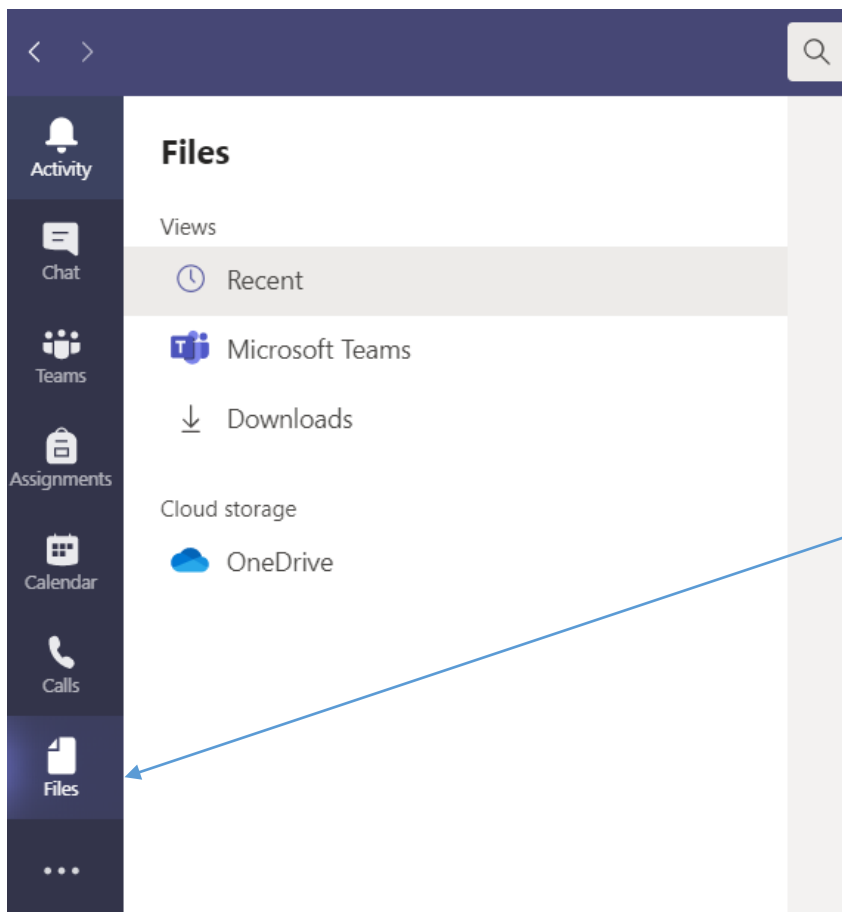 Activity
Chat
Teams
Assignments
Calendar
Calls
Files
Files
Views
Recent
Microsoft Teams
Downloads
Cloud storage
OneDrive